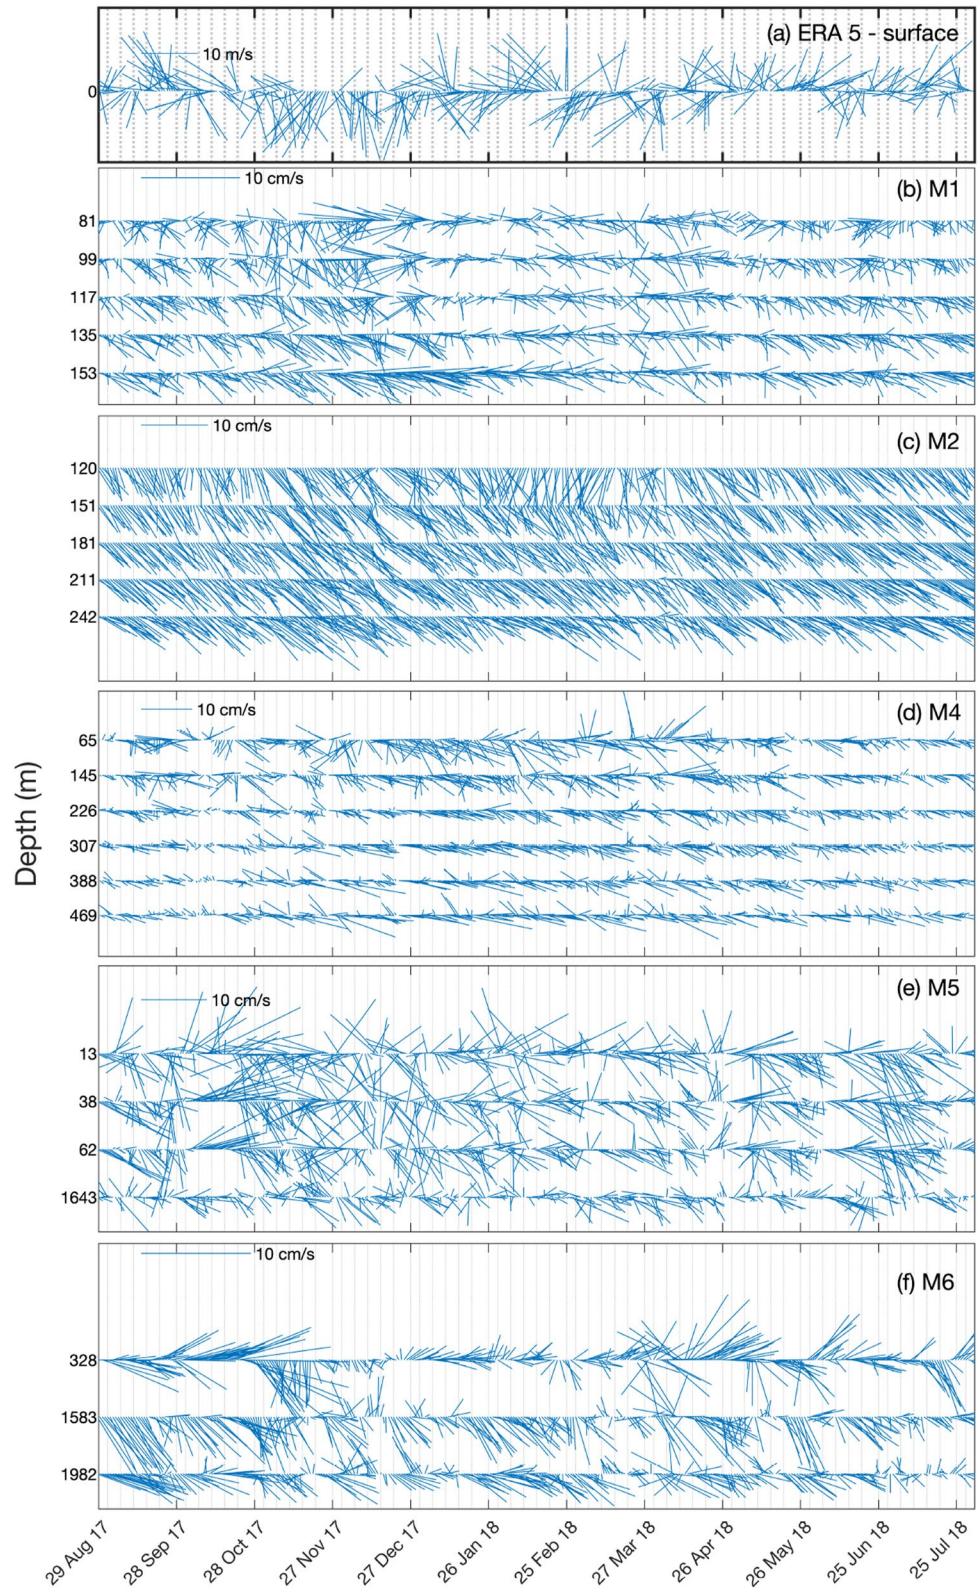 (a) ERA 5 - surface
10 m/s
0
10 cm/s
(b) M1
81
99
117
135
153
10 cm/s
(c) M2
120
151
181
211
242
10 cm/s
(d) M4
65
145
226
307
388
469
Depth (m)
10 cm/s
(e) M5
13
38
62
1643
10 cm/s
(f) M6
328
1583
1982
29 Aug 17
28 Sep 17
28 Oct 17
27 Nov 17
27 Dec 17
26 Jan 18
25 Feb 18
27 Mar 18
26 Apr 18
26 May 18
25 Jun 18
25 Jul 18